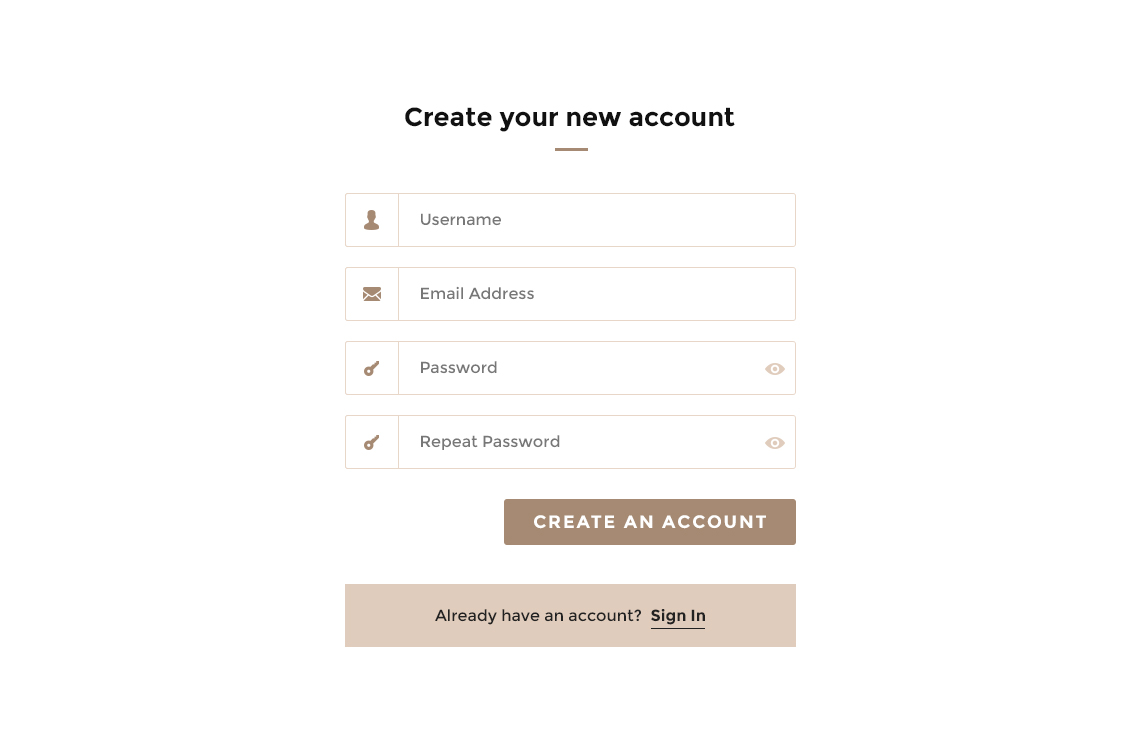 Create your new account
Username
Email Address
Password
Repeat Password
CREATE AN ACCOUNT
Already have an account? Sign In